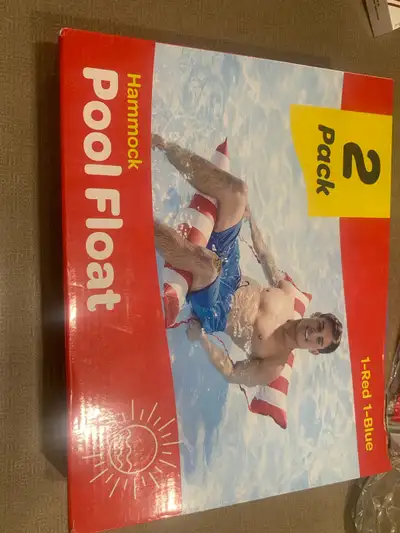 Hammock
Pool Float
2
Pack
1-Red 1-Blue